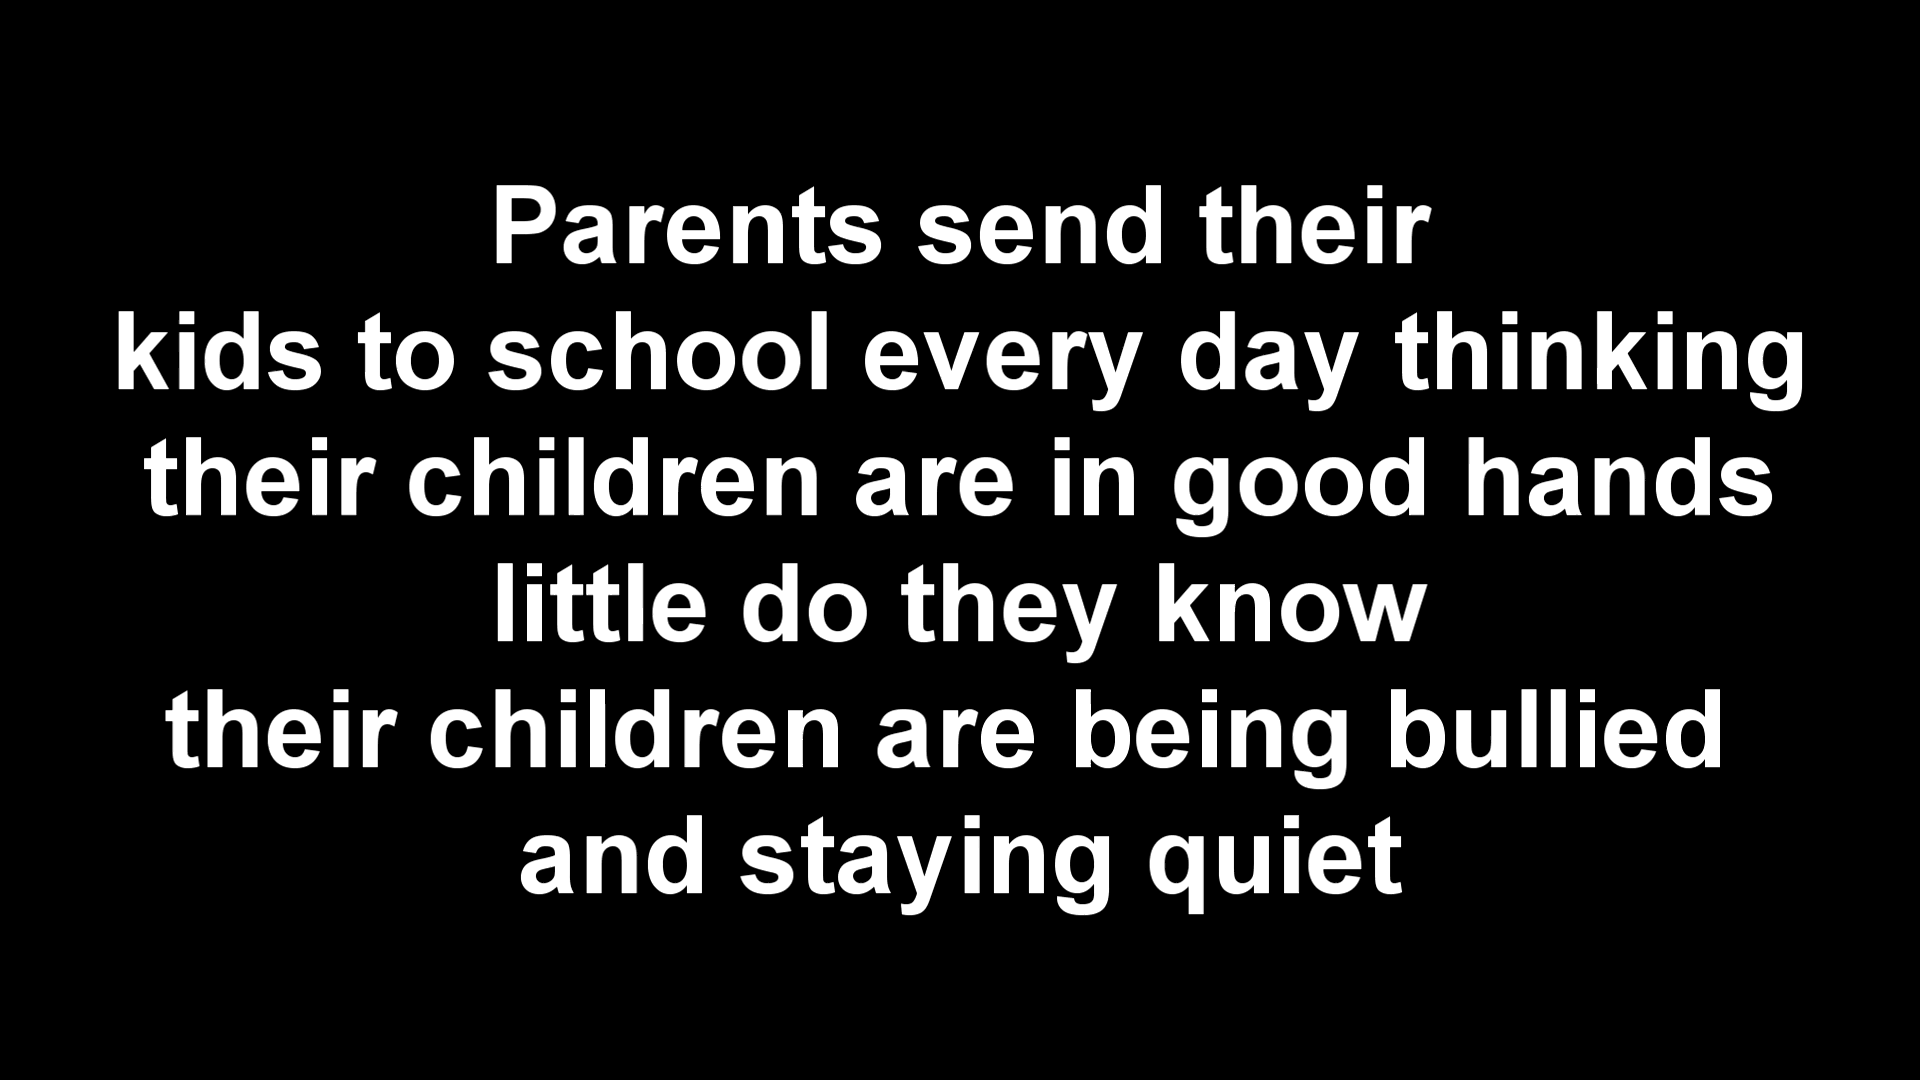 Parents send their
kids to school every day thinking
their children are in good hands
little do they know
their children are being bullied
and staying quiet